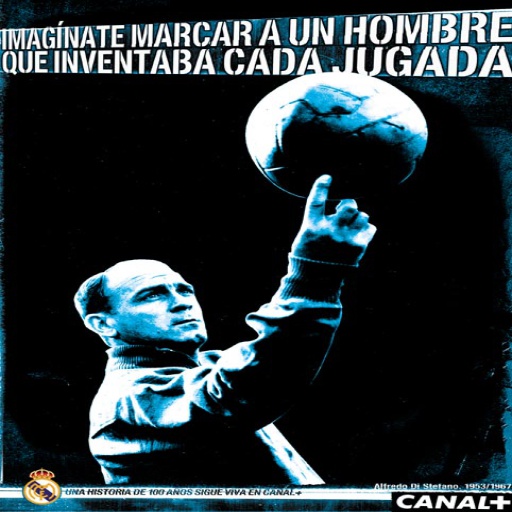 IMAGÍNATE MARCAR A UN HOMBRE
QUE INVENTABA CADA JUGADA
Alfredo Di Stefano. 1953/1967
UNA HISTORIA DE 100 AÑOS SIGUE VIVA EN CANAL+
CANAL+